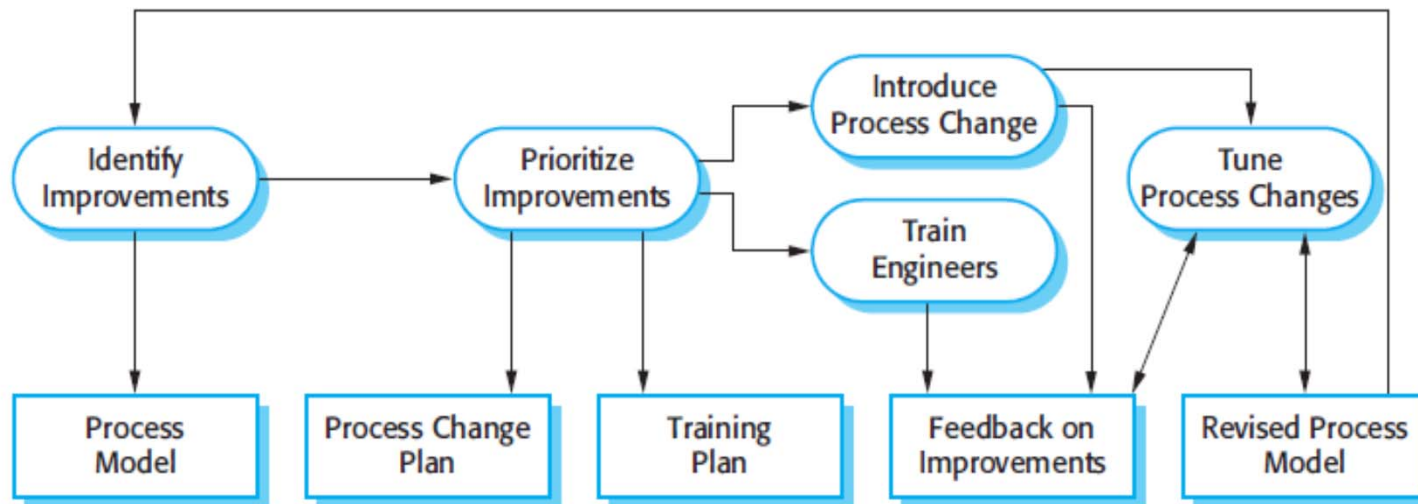 Introduce
Process Change
Identify
Improvements
Prioritize
Improvements
Tune
Process Changes
Train
Engineers
Process
Model
Process Change
Plan
Training
Plan
Feedback on
Improvements
Revised Process
Model